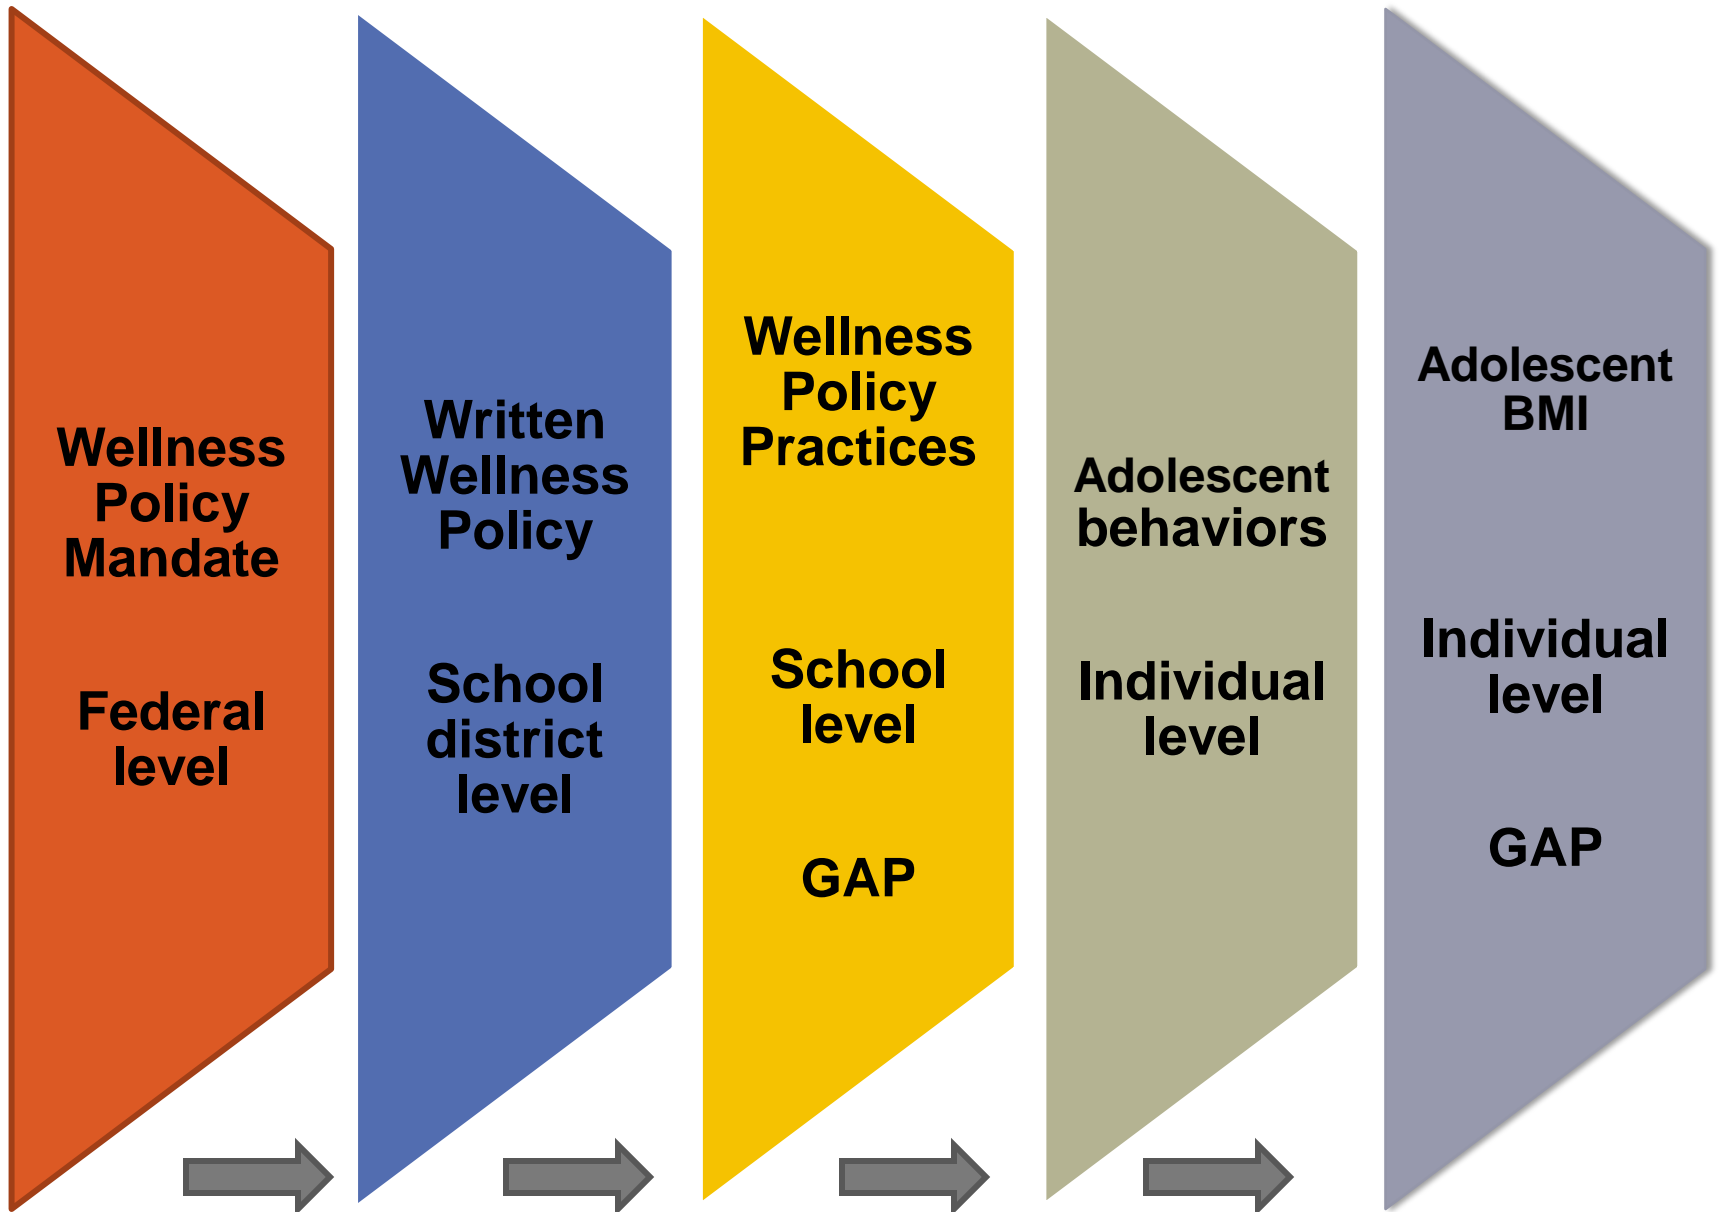 Wellness
Policy
Mandate
Federal
level
Written
Wellness
Policy
School
district
level
Wellness
Policy
Practices
School
level
GAP
Adolescent
behaviors
Individual
level
Adolescent
BMI
Individual
level
GAP